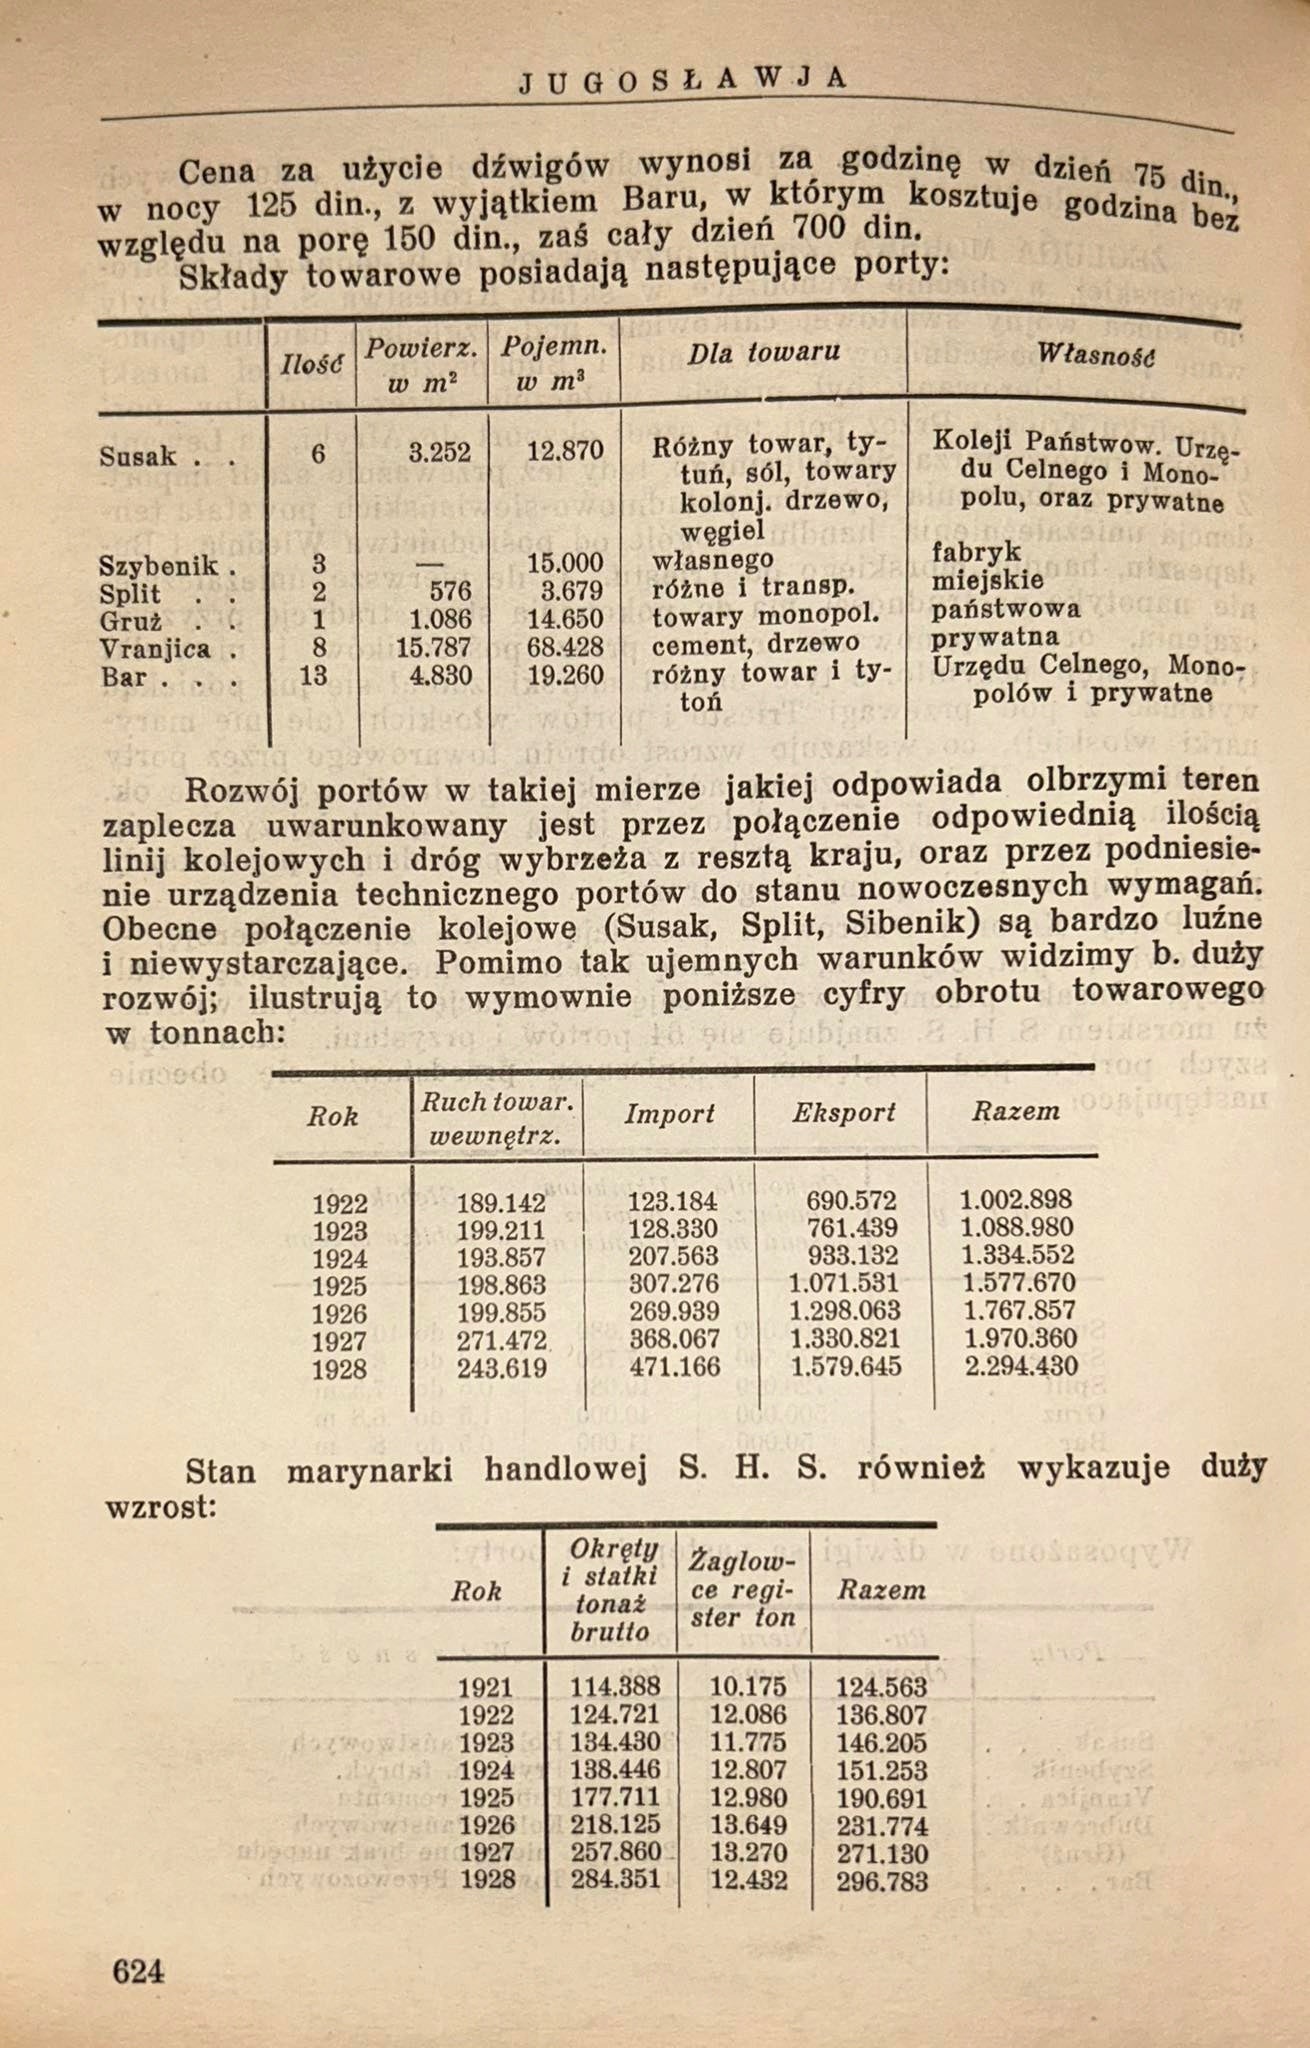 JUGOSŁAWJA
Cena za użycie dźwigów wynosi za godzinę w dzień 75 din.,
w nocy 125 din., z wyjątkiem Baru, w którym kosztuje godzina bez
względu na porę 150 din., zaś cały dzień 700 din.
Składy towarowe posiadają następujące porty:
Ilość Powierz. w m² Pojemn. w m³ Dla towaru Własność
Susak . . 6 3.252 12.870 Różny towar, ty- Koleji Państwow. Urzę-
tuń, sól, towary du Celnego i Mono-
kolonj. drzewo, polu, oraz prywatne
węgiel
Szybenik . 3 — 15.000 własnego fabryk
Split . . 2 576 3.679 różne i transp. miejskie
Gruż . . 1 1.086 14.650 towary monopol. państwowa
Vranjica . 8 15.787 68.428 cement, drzewo prywatna
Bar . . . 13 4.830 19.260 różny towar i ty- Urzędu Celnego, Mono-
toń polów i prywatne
Rozwój portów w takiej mierze jakiej odpowiada olbrzymi teren
zaplecza uwarunkowany jest przez połączenie odpowiednią ilością
linij kolejowych i dróg wybrzeża z resztą kraju, oraz przez podniesie-
nie urządzenia technicznego portów do stanu nowoczesnych wymagań.
Obecne połączenie kolejowe (Susak, Split, Sibenik) są bardzo luźne
i niewystarczające. Pomimo tak ujemnych warunków widzimy b. duży
rozwój; ilustrują to wymownie poniższe cyfry obrotu towarowego
w tonnach:
Rok Ruch towar. wewnętrz. Import Eksport Razem
1922 189.142 123.184 690.572 1.002.898
1923 199.211 128.330 761.439 1.088.980
1924 193.857 207.563 933.132 1.334.552
1925 198.863 307.276 1.071.531 1.577.670
1926 199.855 269.939 1.298.063 1.767.857
1927 271.472 368.067 1.330.821 1.970.360
1928 243.619 471.166 1.579.645 2.294.430
Stan marynarki handlowej S. H. S. również wykazuje duży
wzrost:
Rok Okręty i statki tonaż brutto Żaglow- ce regi- ster ton Razem
1921 114.388 10.175 124.563
1922 124.721 12.086 136.807
1923 134.430 11.775 146.205
1924 138.446 12.807 151.253
1925 177.711 12.980 190.691
1926 218.125 13.649 231.774
1927 257.860 13.270 271.130
1928 284.351 12.432 296.783
624